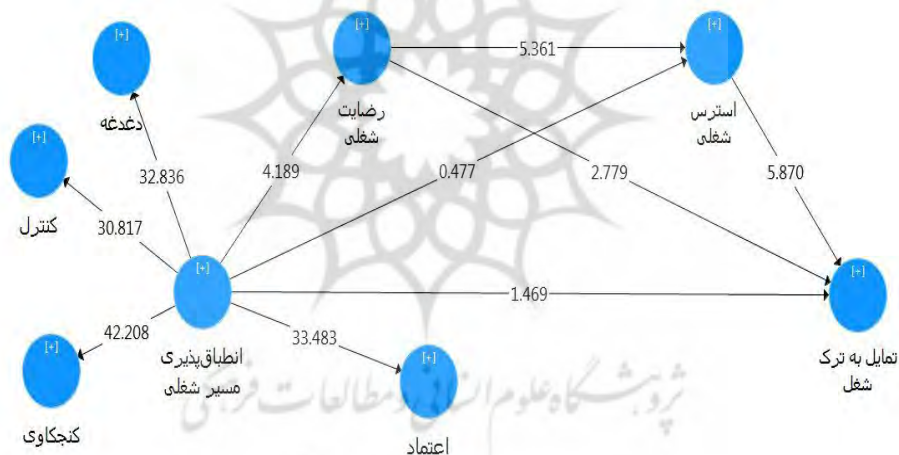 [+]
دغدغه
[+]
رضایت
شغلی
[+]
استرس
شغلی
5.361
[+]
کنترل
32.836
4.189
0.477
2.779
5.870
30.817
[+]
انطباق‌پذیری
مسیر شغلی
1.469
[+]
تمایل به ترک
شغل
42.208
33.483
[+]
کنجکاوی
[+]
اعتماد
پژوهشگاه علوم انسانی و مطالعات فرهنگی